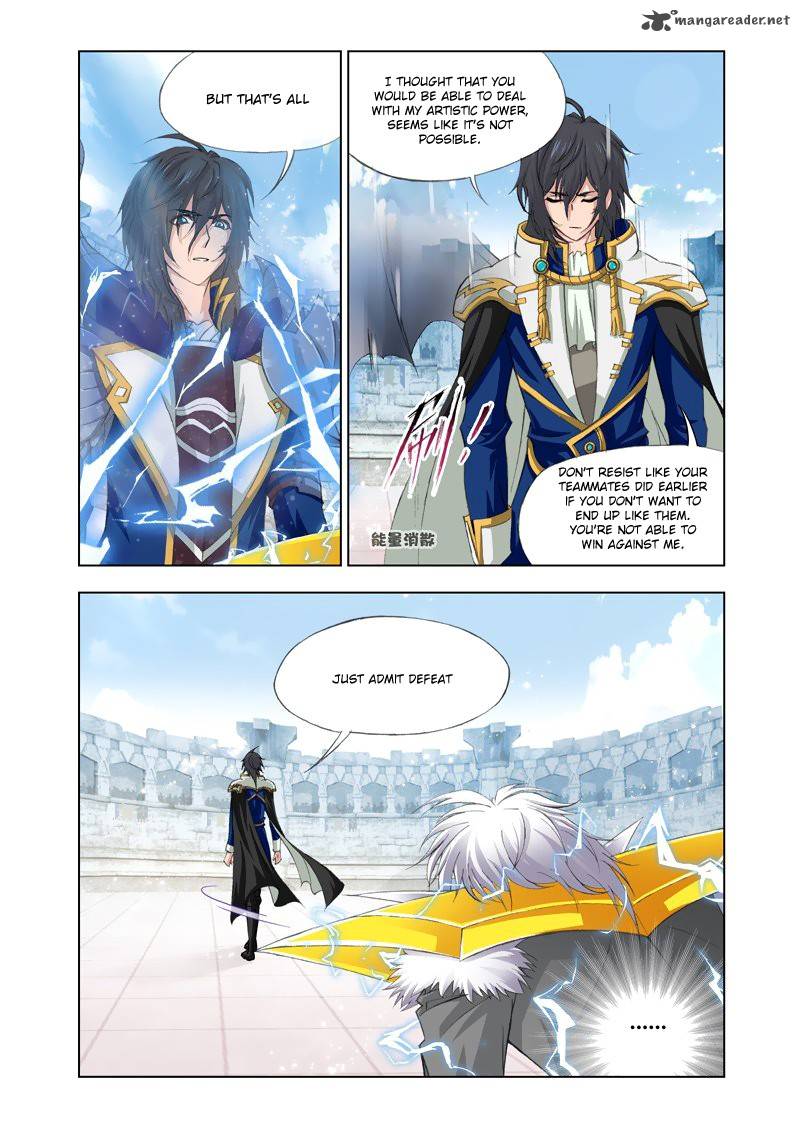 mangareader.net
BUT THAT'S ALL
I THOUGHT THAT YOU
WOULD BE ABLE TO DEAL
WITH MY ARTISTIC POWER,
SEEMS LIKE IT'S NOT
POSSIBLE.
能量消散
DON'T RESIST LIKE YOUR
TEAMMATES DID EARLIER
IF YOU DON'T WANT TO
END UP LIKE THEM.
YOU'RE NOT ABLE TO
WIN AGAINST ME.
JUST ADMIT DEFEAT
......